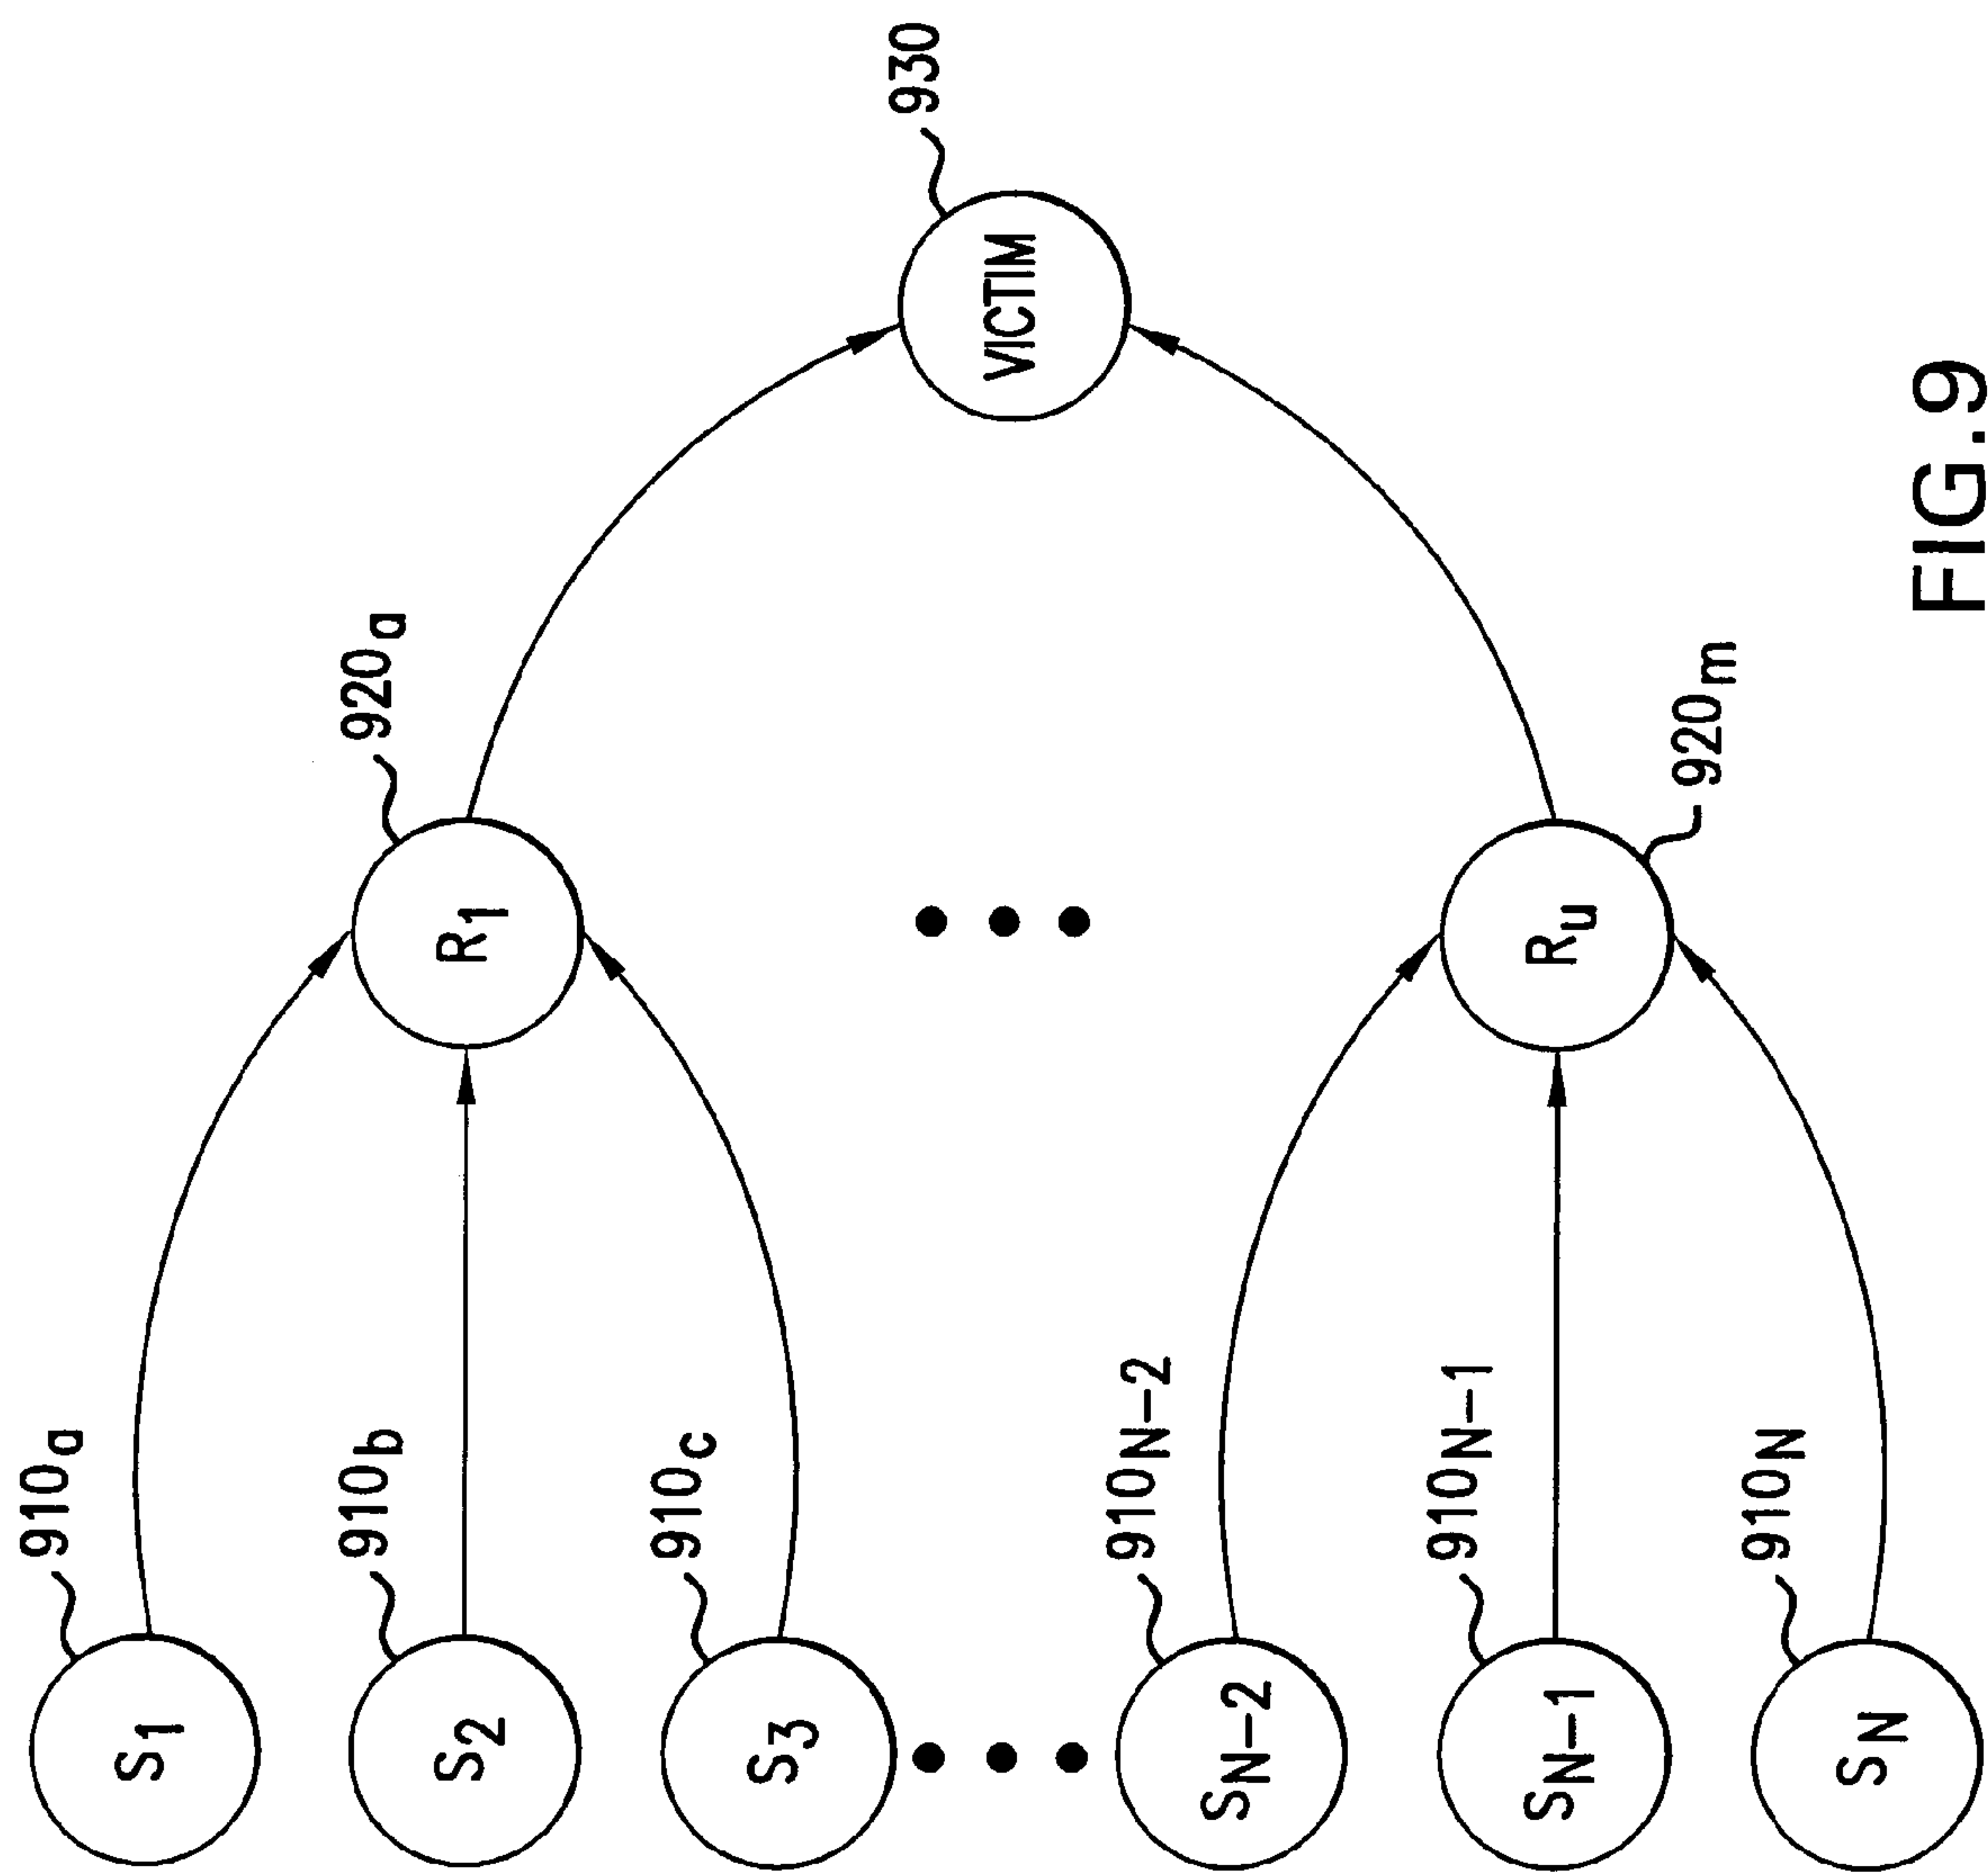 910a
S1
910b
S2
910c
S3
910N-2
SN-2
910N-1
SN-1
910N
SN
920a
R1
Ru
920m
930
VICTIM
FIG.9